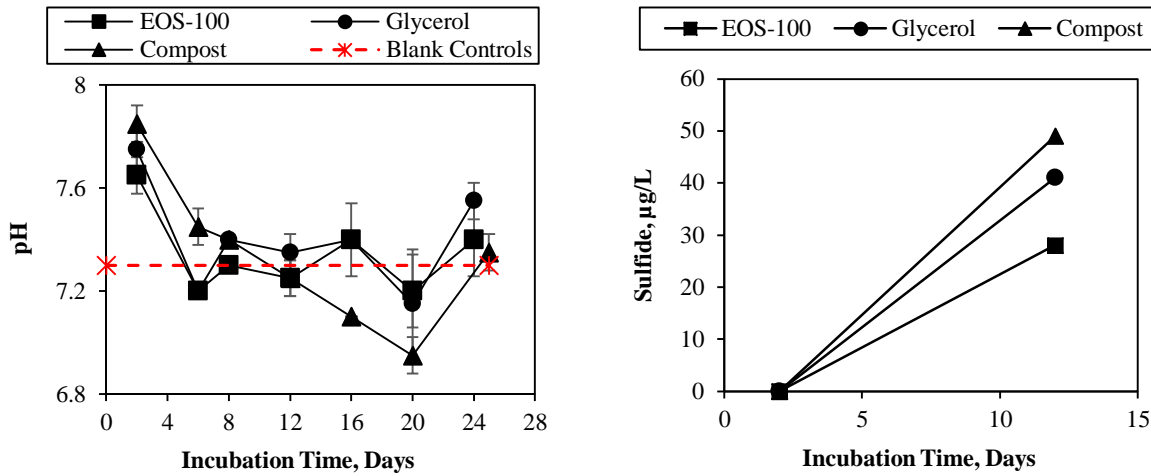 EOS-100 Glycerol
Compost Blank Controls
8
7.6
7.2
6.8
pH
0 4 8 12 16 20 24 28
Incubation Time, Days
EOS-100 Glycerol Compost
60
50
40
30
20
10
0
Sulfide, µg/L
0 5 10 15
Incubation Time, Days